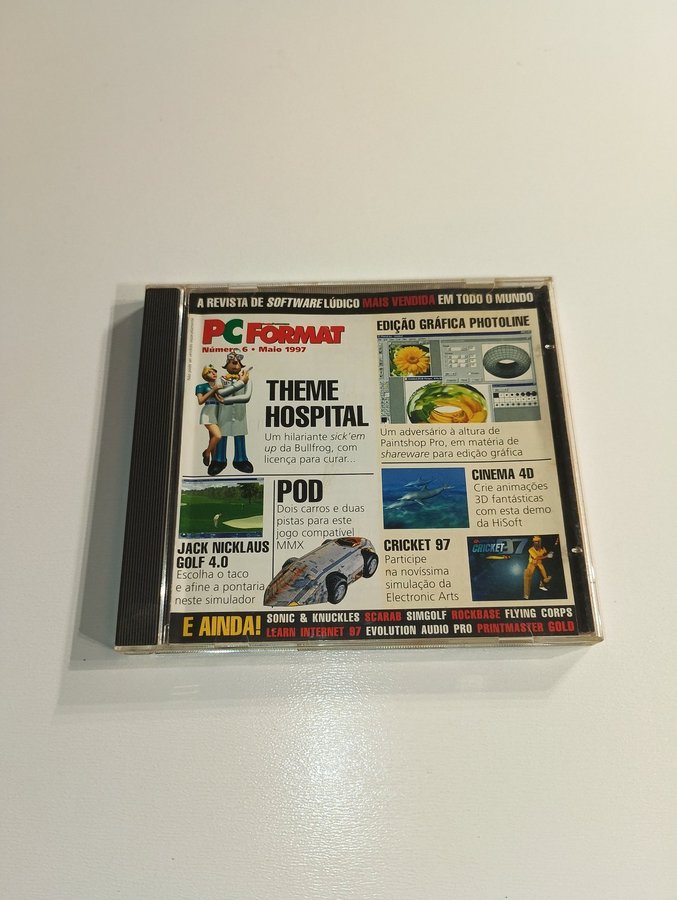 A REVISTA DE SOFTWARE LÚDICO MAIS VENDIDA EM TODO O MUNDO
PC FORMAT
Número 6 • Maio 1997
THEME
HOSPITAL
Um hilariante sick'em
up da Bullfrog, com
licença para curar...
EDIÇÃO GRÁFICA PHOTOLINE
Um adversário à altura de
Paintshop Pro, em matéria de
shareware para edição gráfica
JACK NICKLAUS
GOLF 4.0
Escolha o taco
e afine a pontaria
neste simulador
POD
Dois carros e duas
pistas para este
jogo compatível
MMX
CINEMA 4D
Crie animações
3D fantásticas
com esta demo
da HiSoft
CRICKET 97
Participe
na novíssima
simulação da
Electronic Arts
CRICKET 97
E AINDA!
SONIC & KNUCKLES SCARAB SIMGOLF ROCKBASE FLYING CORPS
LEARN INTERNET 97 EVOLUTION AUDIO PRO PRINTMASTER GOLD